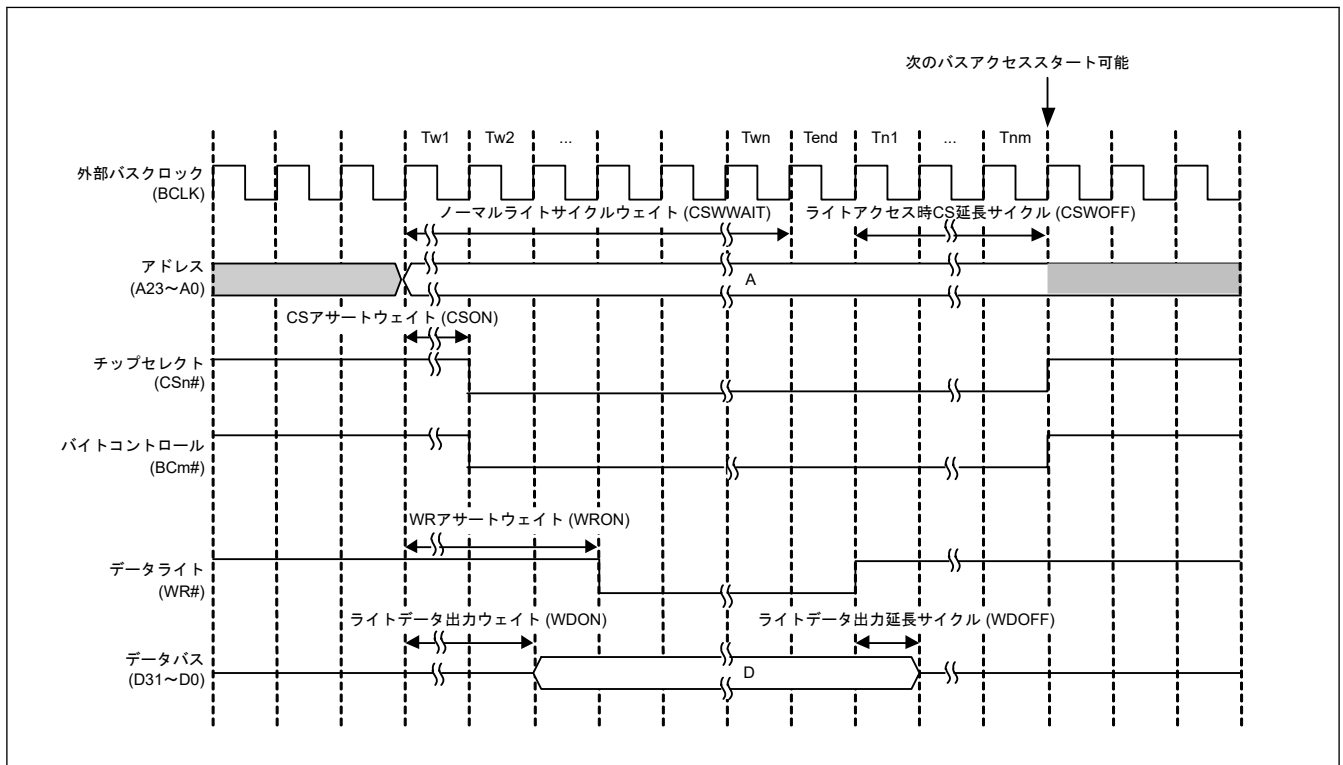 次のバスアクセススタート可能
Tw1 Tw2 ... Twn Tend Tn1 ... Tnm
外部バスクロック
(BCLK)
ノーマルライトサイクルウェイト (CSWWAIT)
ライトアクセス時CS延長サイクル (CSWOFF)
アドレス
(A23～A0)
A
CSアサートウェイト (CSON)
チップセレクト
(CSn#)
バイトコントロール
(BCm#)
WRアサートウェイト (WRON)
データライト
(WR#)
ライトデータ出力ウェイト (WDON)
ライトデータ出力延長サイクル (WDOFF)
データバス
(D31～D0)
D